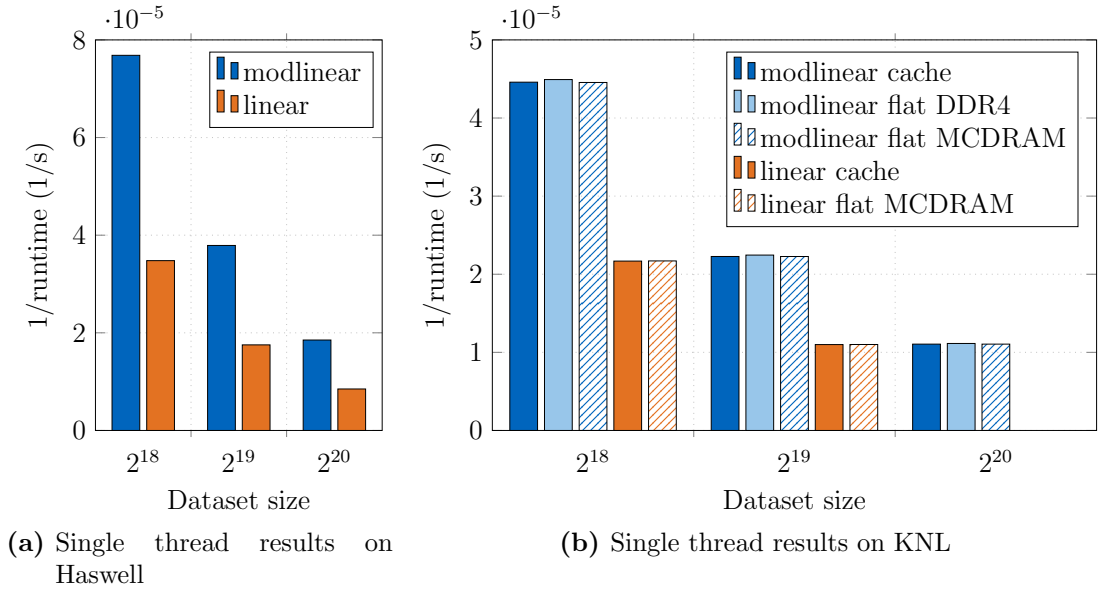 ·10⁻⁵
8
6
4
2
0
1/runtime (1/s)
modlinear
linear
2¹⁸ 2¹⁹ 2²⁰
Dataset size
(a) Single thread results on
Haswell
·10⁻⁵
5
4
3
2
1
0
1/runtime (1/s)
modlinear cache
modlinear flat DDR4
modlinear flat MCDRAM
linear cache
linear flat MCDRAM
2¹⁸ 2¹⁹ 2²⁰
Dataset size
(b) Single thread results on KNL